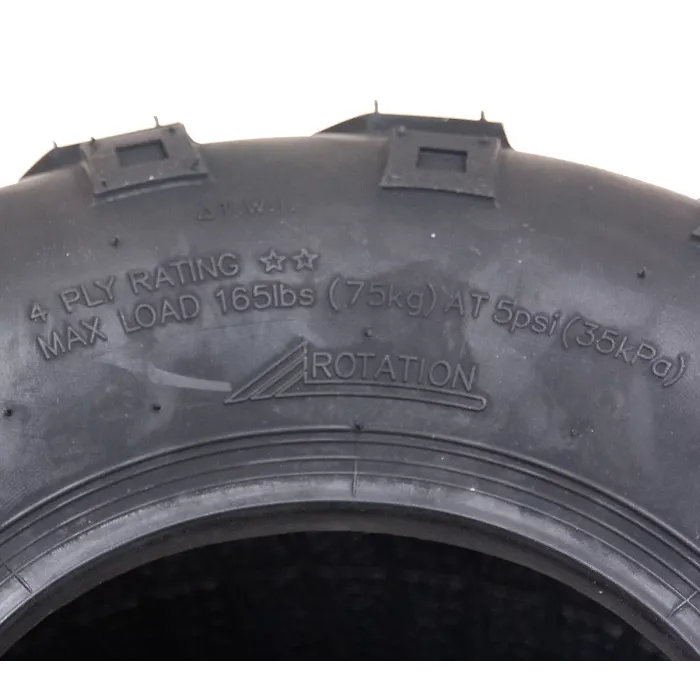 △T.W.I.
4 PLY RATING ☆☆
MAX LOAD 165lbs (75kg) AT 5psi (35kPa)
ROTATION